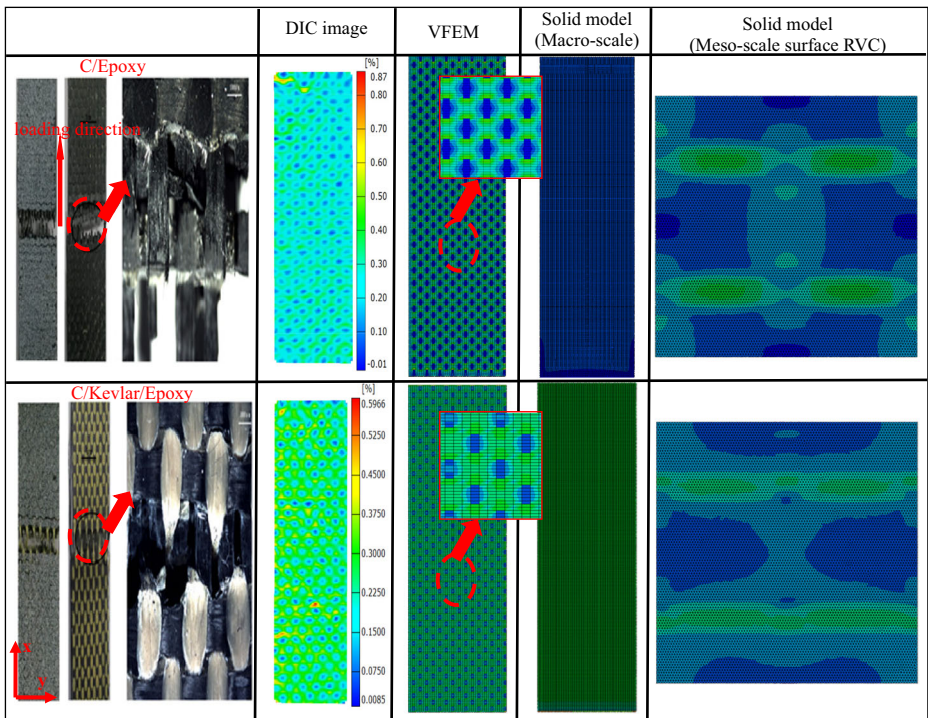 DIC image
VFEM
Solid model
(Macro-scale)
Solid model
(Meso-scale surface RVC)
C/Epoxy
loading direction
[%]
0.87
0.80
0.70
0.60
0.50
0.40
0.30
0.20
0.10
-0.01
C/Kevlar/Epoxy
[%]
0.5966
0.5250
0.4500
0.3750
0.3000
0.2250
0.1500
0.0750
0.0085
x
y